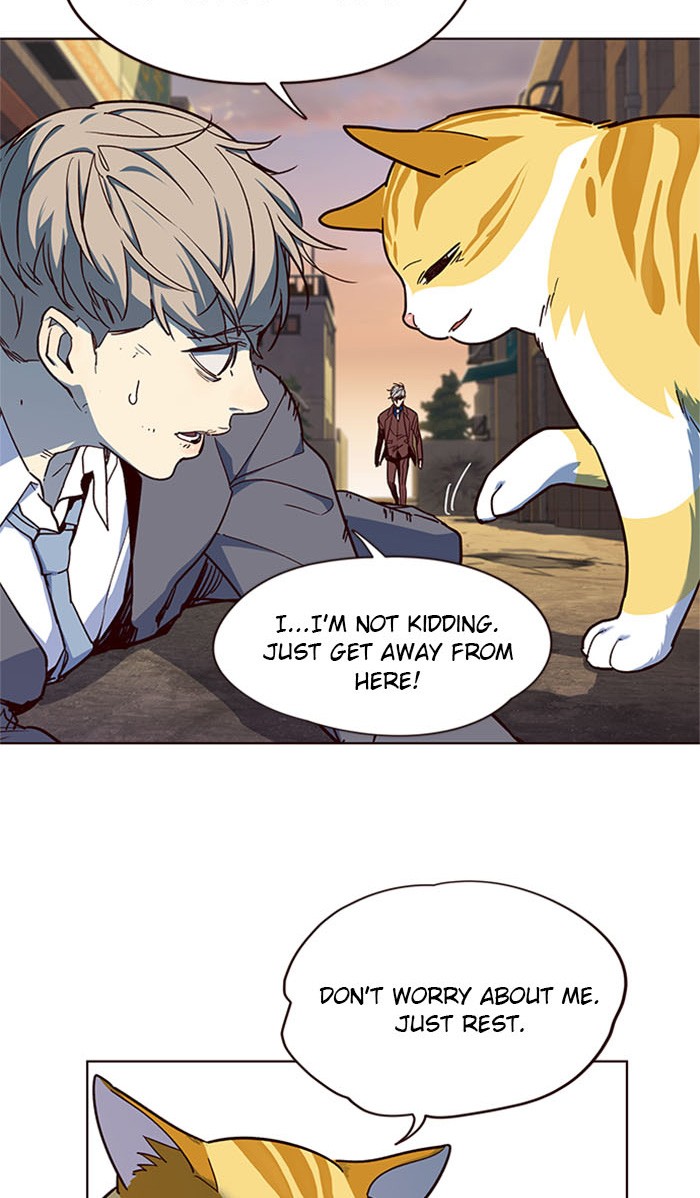 I...I'M NOT KIDDING.
JUST GET AWAY FROM
HERE!
DON'T WORRY ABOUT ME.
JUST REST.